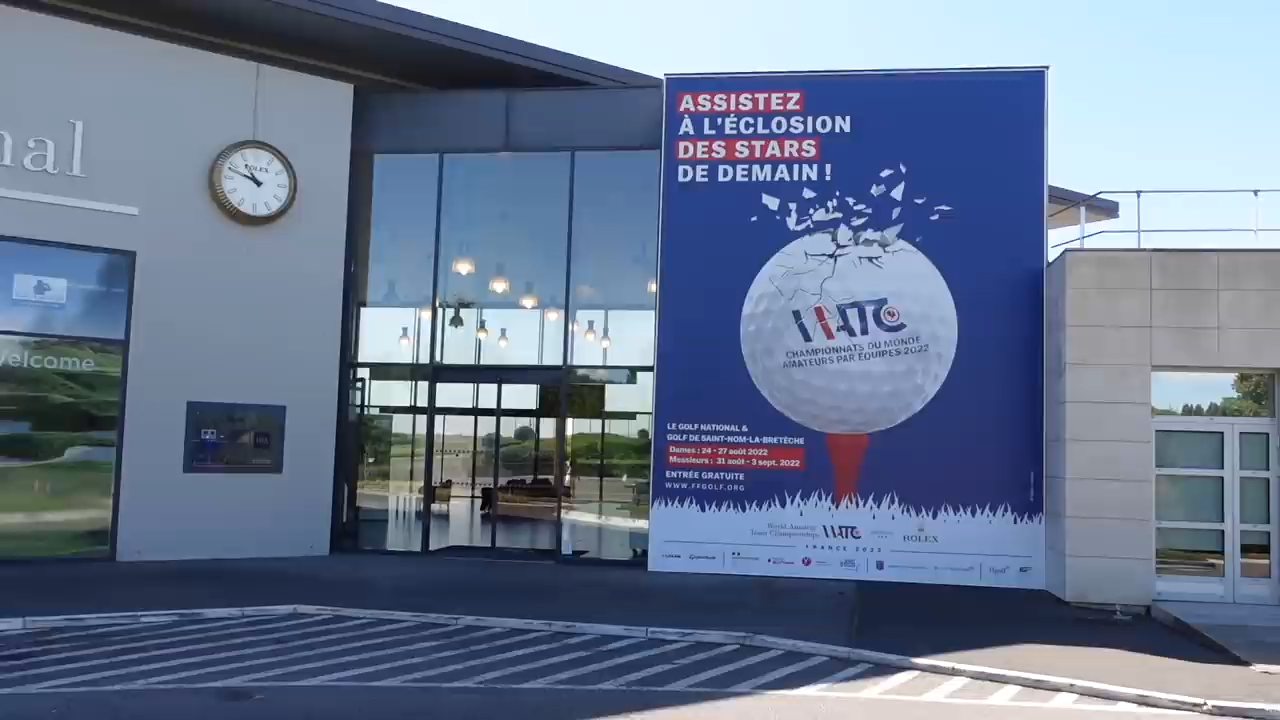 nal
ROLEX
welcome
ASSISTEZ
À L'ÉCLOSION
DES STARS
DE DEMAIN !
WATC
CHAMPIONNATS DU MONDE
AMATEURS PAR ÉQUIPES 2022
LE GOLF NATIONAL &
GOLF DE SAINT-NOM-LA-BRETÈCHE
Dames : 24 - 27 août 2022
Messieurs : 31 août - 3 sept. 2022
ENTRÉE GRATUITE
WWW.FFGOLF.ORG
World Amateur
Team Championships
WATC
ROLEX
FRANCE 2022